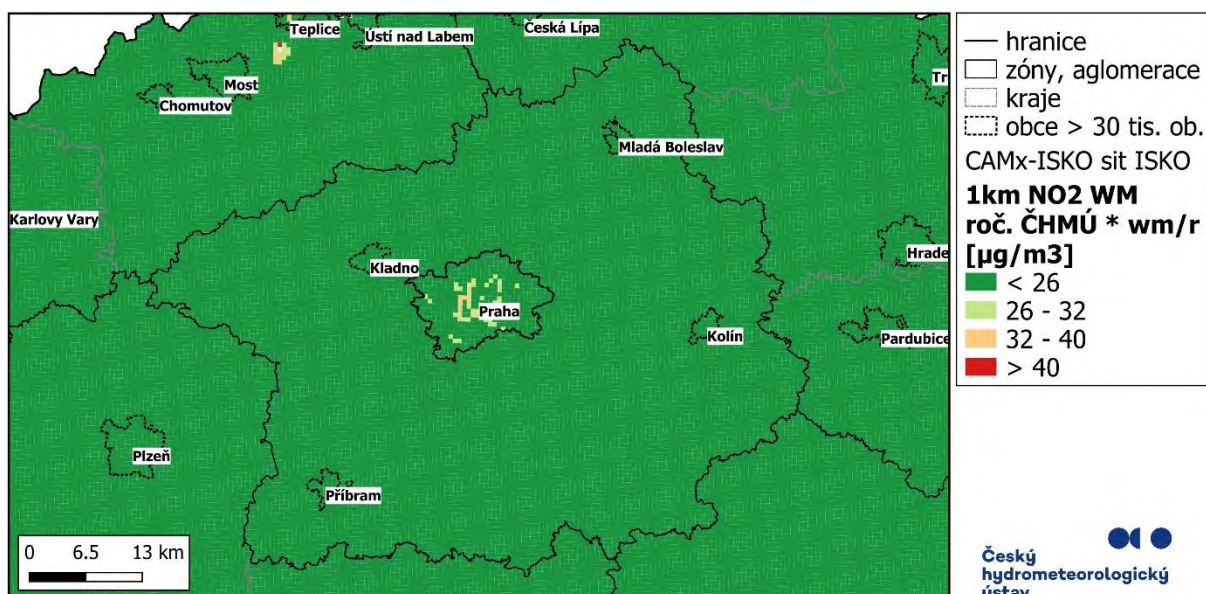 Teplice
Ústí nad Labem
Česká Lípa
Most
Chomutov
Tr
Mladá Boleslav
Karlovy Vary
Kladno
Hrade
Praha
Kolín
Pardubice
Plzeň
Příbram
0 6.5 13 km
hranice
zóny, aglomerace
kraje
obce > 30 tis. ob.
CAMx-ISKO sit ISKO
1km NO2 WM
roč. ČHMÚ * wm/r
[µg/m3]
< 26
26 - 32
32 - 40
> 40
Český
hydrometeorologický
ústav